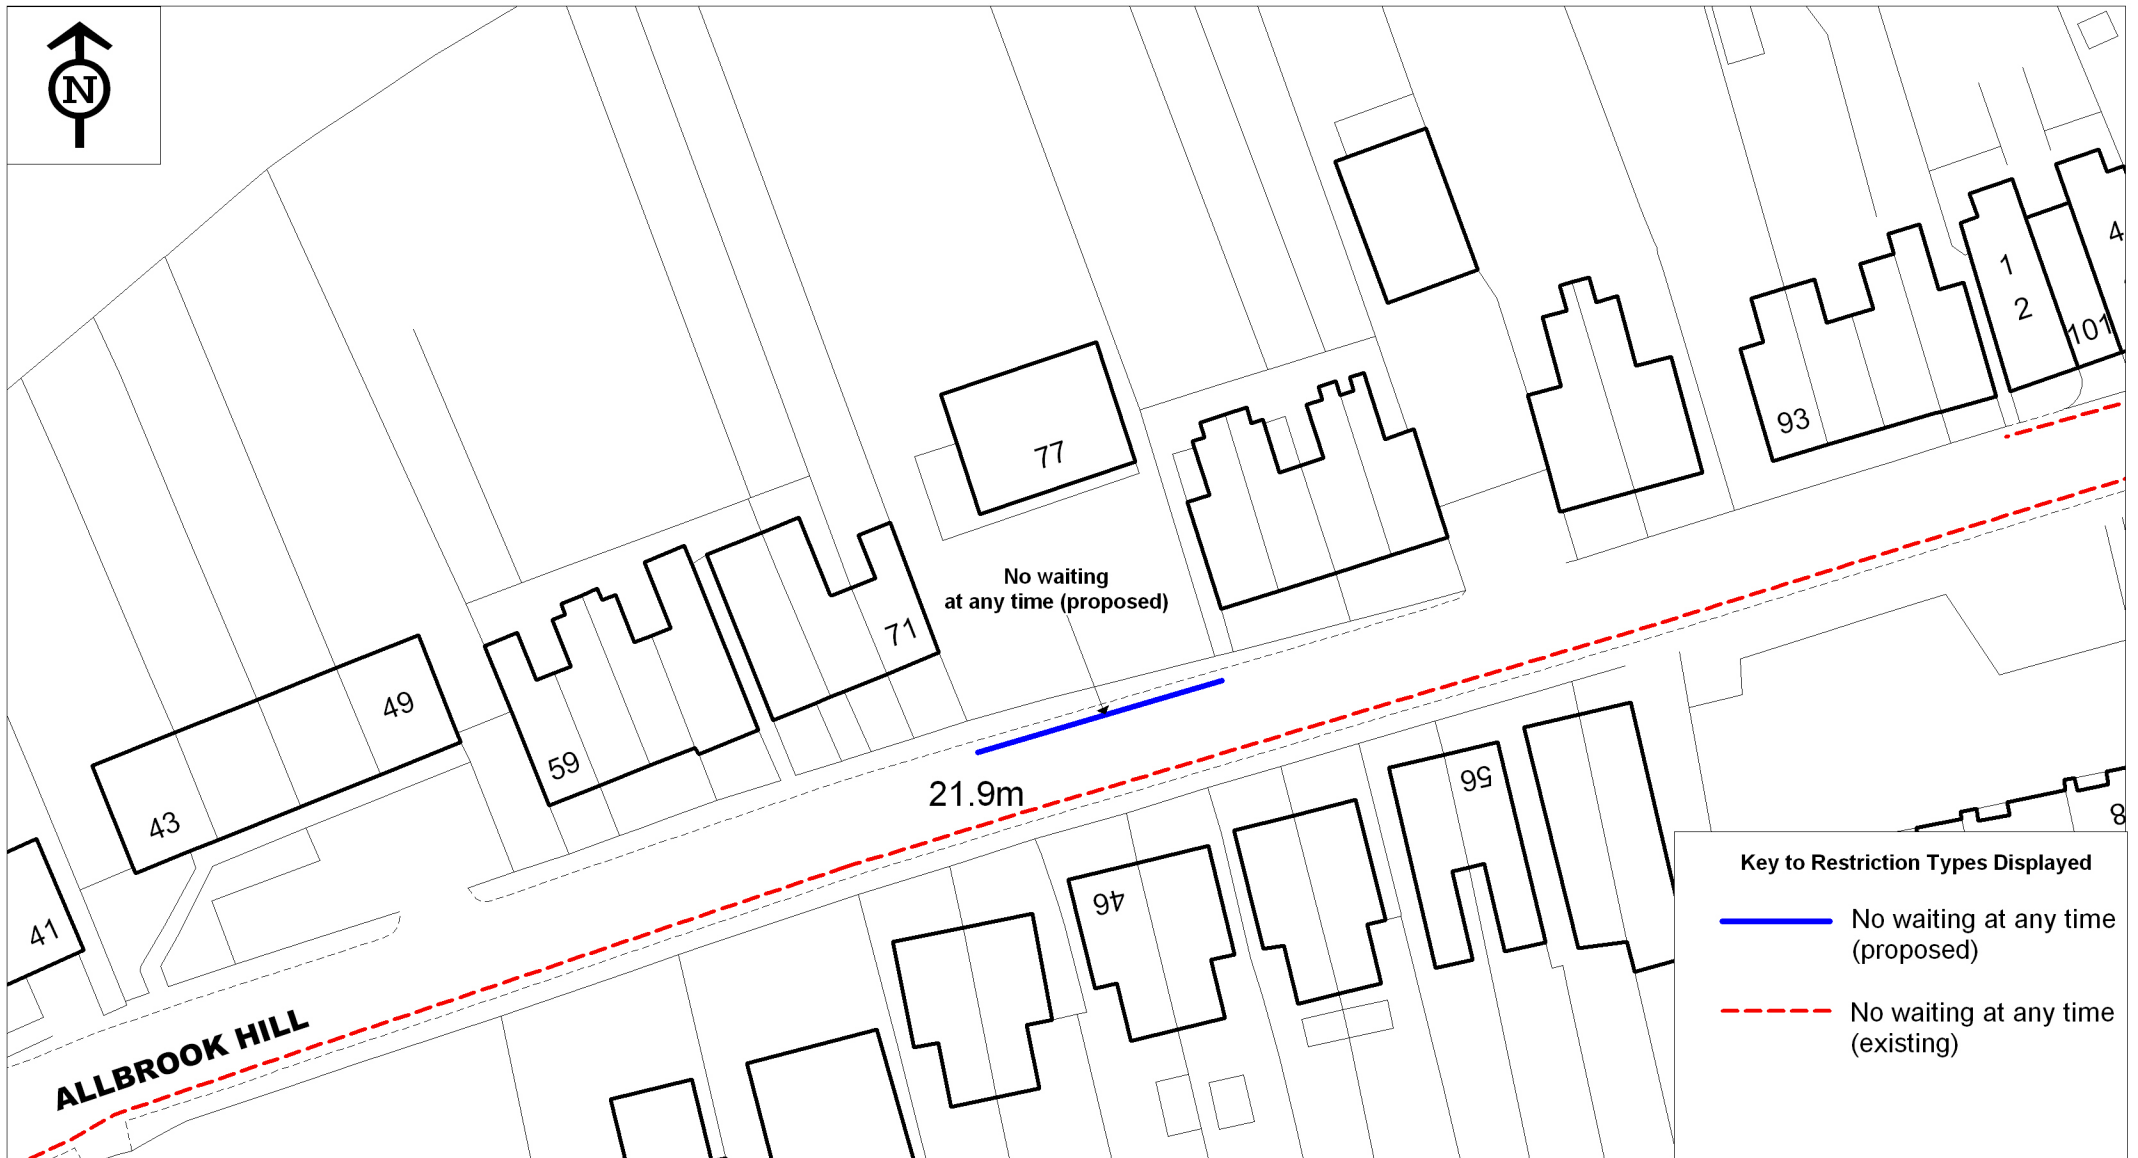 N
1
2
4
101
93
77
No waiting
at any time (proposed)
71
49
59
43
41
21.9m
56
46
8
ALLBROOK HILL
Key to Restriction Types Displayed
No waiting at any time
(proposed)
No waiting at any time
(existing)